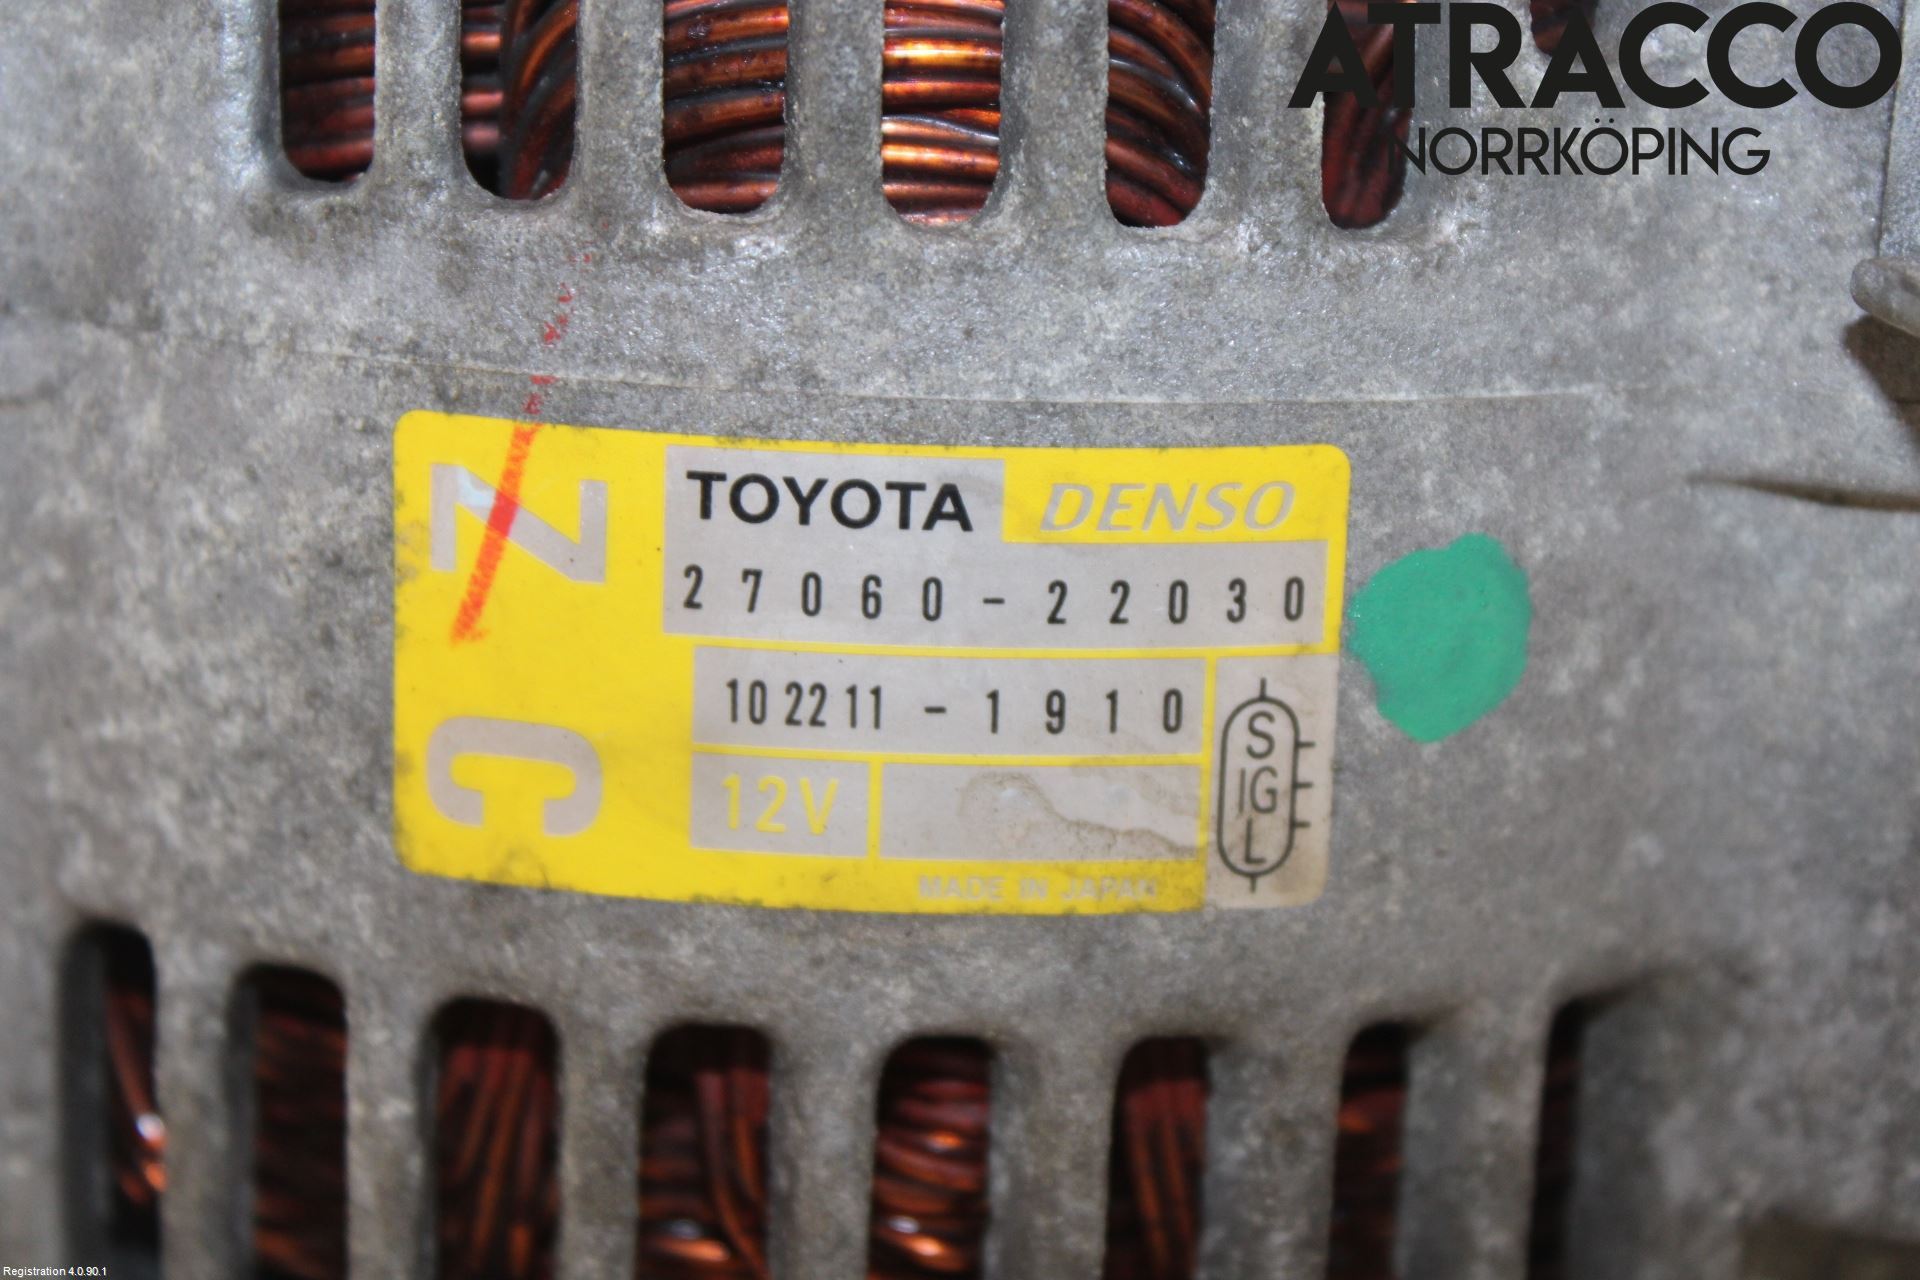 ATRACCO
NORRKÖPING
C Z
TOYOTA DENSO
27060-22030
102211-1910
12V
S
IG
L
MADE IN JAPAN
Registration 4.0.90.1